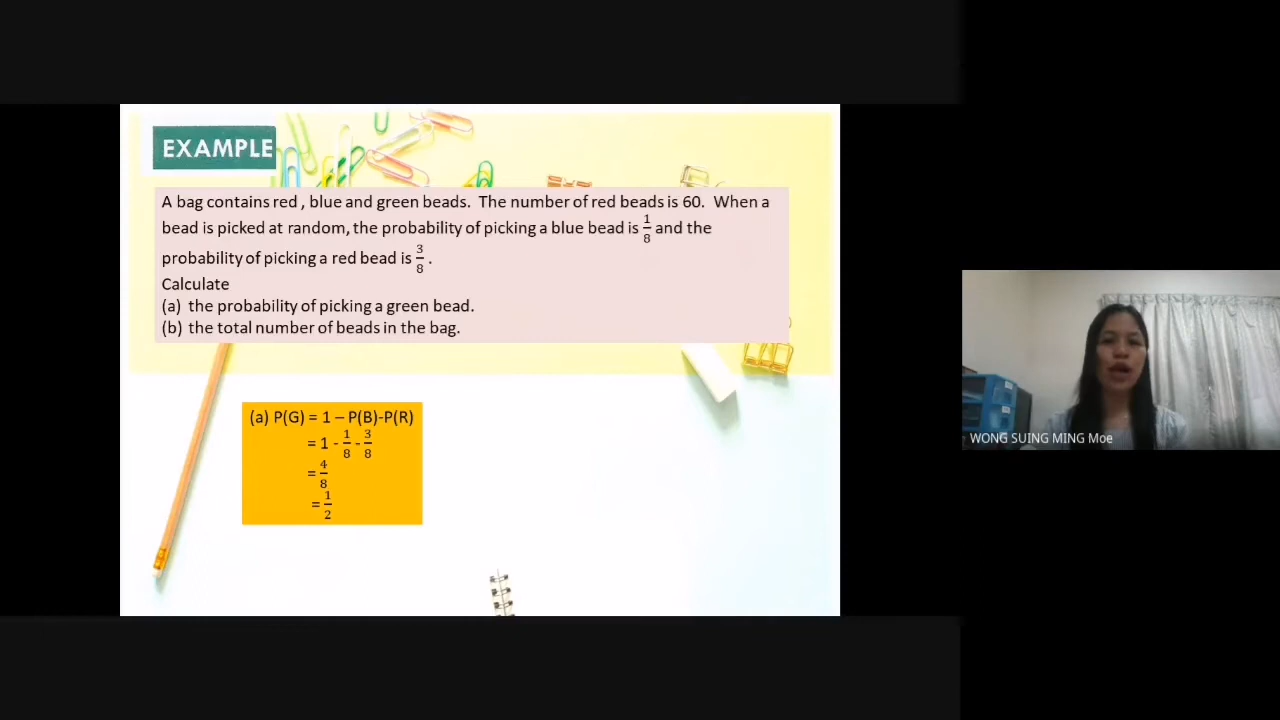 EXAMPLE
A bag contains red , blue and green beads. The number of red beads is 60. When a
bead is picked at random, the probability of picking a blue bead is 1/8 and the
probability of picking a red bead is 3/8 .
Calculate
(a) the probability of picking a green bead.
(b) the total number of beads in the bag.
(a) P(G) = 1 – P(B)-P(R)
= 1 - 1/8 - 3/8
= 4/8
= 1/2
WONG SUING MING Moe